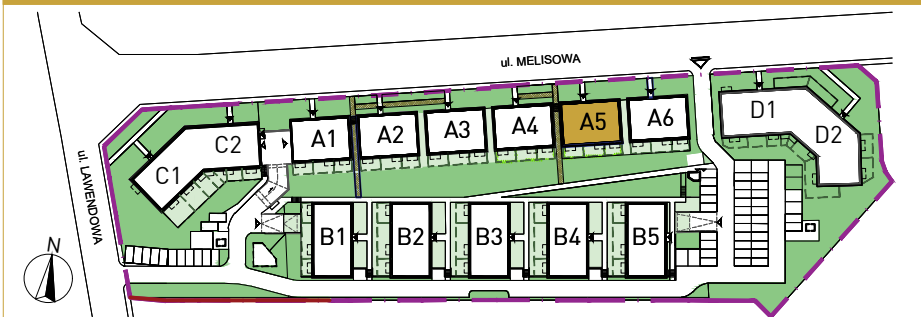 ul. MELISOWA
D1
D2
C2
A1
A2
A3
A4
A5
A6
C1
ul. LAWENDOWA
B1
B2
B3
B4
B5
N